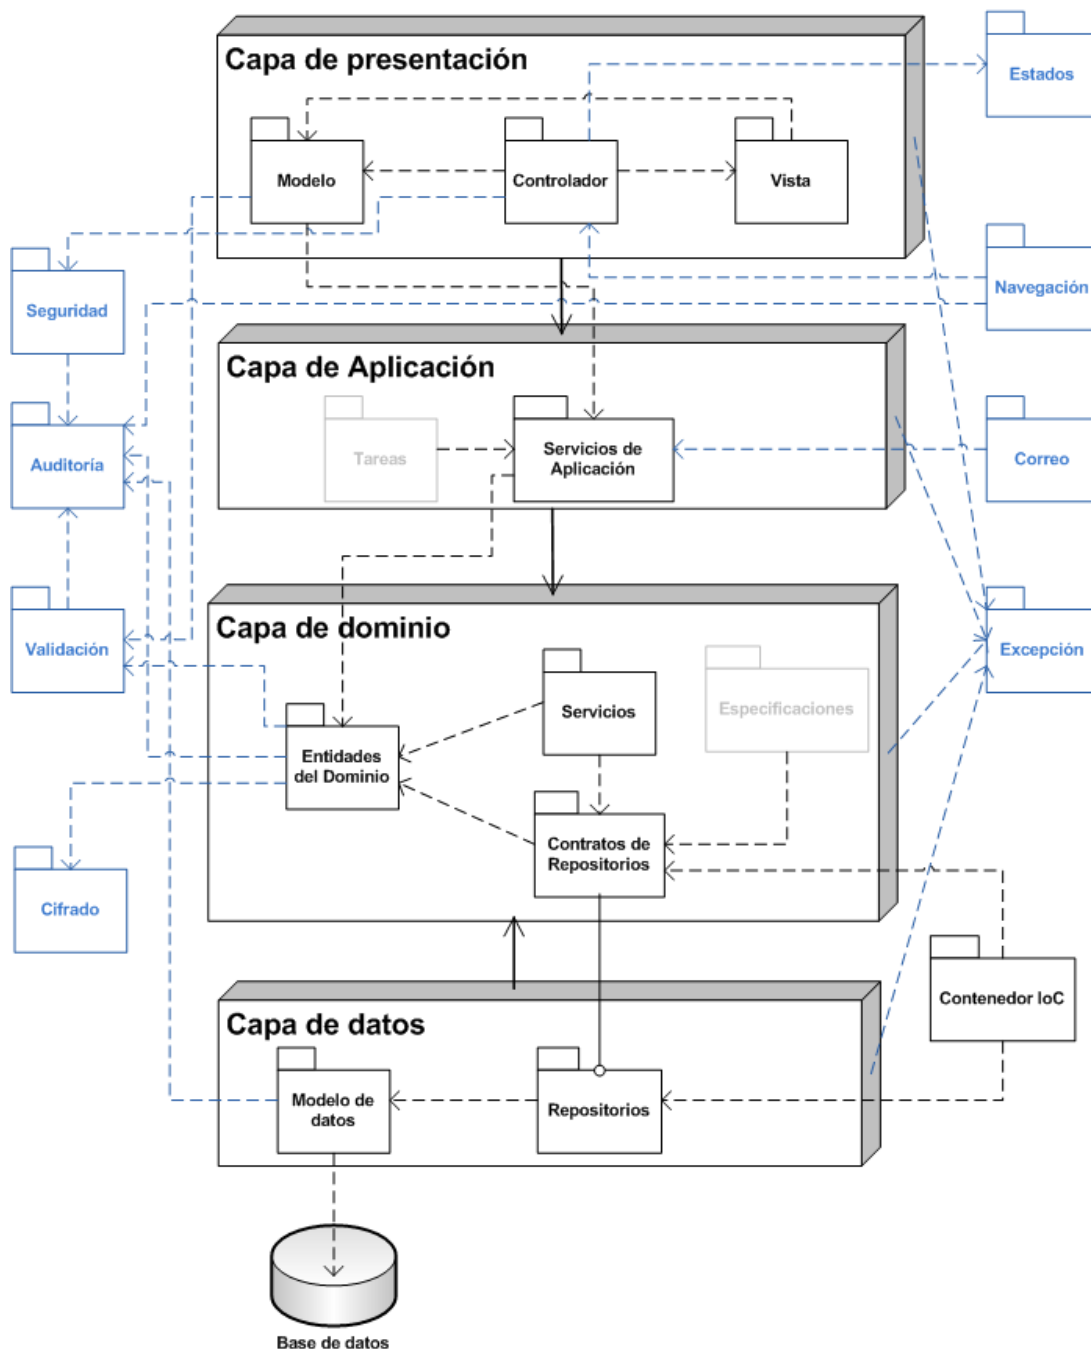 Capa de presentación
Estados
Modelo
Controlador
Vista
Seguridad
Navegación
Capa de Aplicación
Auditoría
Tareas
Servicios de
Aplicación
Correo
Capa de dominio
Validación
Servicios
Especificaciones
Excepción
Entidades
del Dominio
Contratos de
Repositorios
Cifrado
Contenedor IoC
Capa de datos
Modelo de
datos
Repositorios
Base de datos